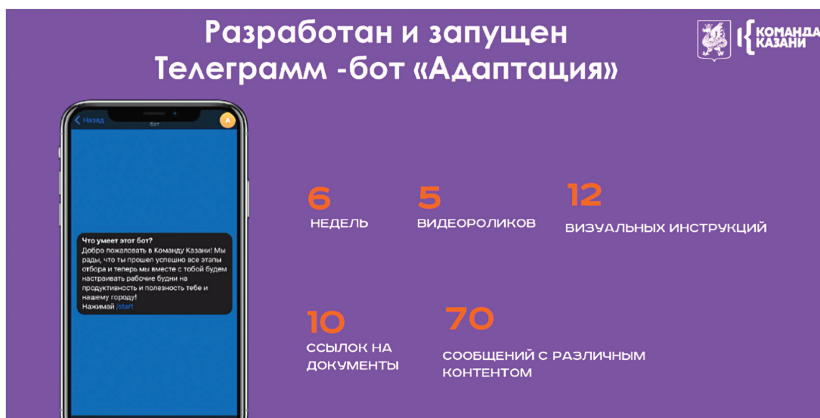 Разработан и запущен
Телеграмм -бот «Адаптация»
КОМАНДА
КАЗАНИ
Назад
бот
А
Что умеет этот бот?
Добро пожаловать в Команду Казани! Мы
рады, что ты прошел успешно все этапы
отбора и теперь мы вместе с тобой будем
настраивать рабочие будни на
продуктивность и полезность тебе и
нашему городу!
Нажимай /start
6
НЕДЕЛЬ
5
ВИДЕОРОЛИКОВ
12
ВИЗУАЛЬНЫХ ИНСТРУКЦИЙ
10
ССЫЛОК НА
ДОКУМЕНТЫ
70
СООБЩЕНИЙ С РАЗЛИЧНЫМ
КОНТЕНТОМ